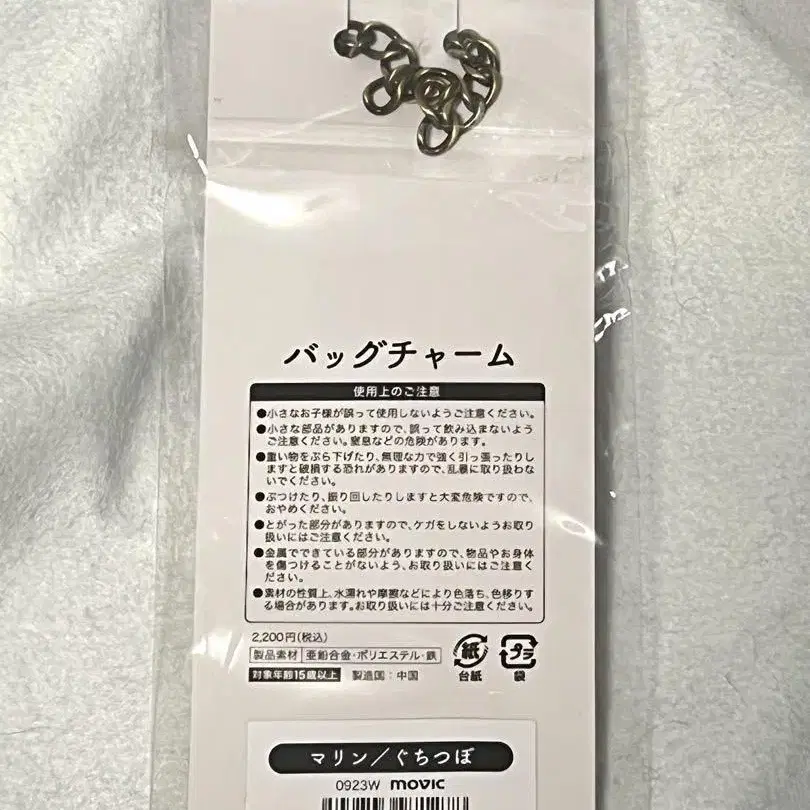 バッグチャーム
使用上のご注意
●小さなお子様が誤って使用しないようご注意ください。
●小さな部品がありますので、誤って飲み込まないよう
ご注意ください。窒息などの危険があります。
●重い物をぶら下げたり、無理な力で強く引っ張ったりし
ますと破損する恐れがありますので、乱暴に取り扱わな
いでください。
●ぶつけたり、振り回したりしますと大変危険ですので、
おやめください。
●とがった部分がありますので、ケガをしないようお取り
扱いにはご注意ください。
●金属でできている部分がありますので、物品やお身体
を傷つけることがないよう、お取り扱いにはご注意くだ
さい。
●素材の性質上、水濡れや摩擦などにより色落ち、色移りす
る場合があります。お取り扱いには十分ご注意ください。
2,200円(税込)
製品素材 亜鉛合金・ポリエステル・鉄
対象年齢15歳以上 製造国:中国
紙 台紙
プラ 袋
マリン/ぐちつぼ
0923W movic